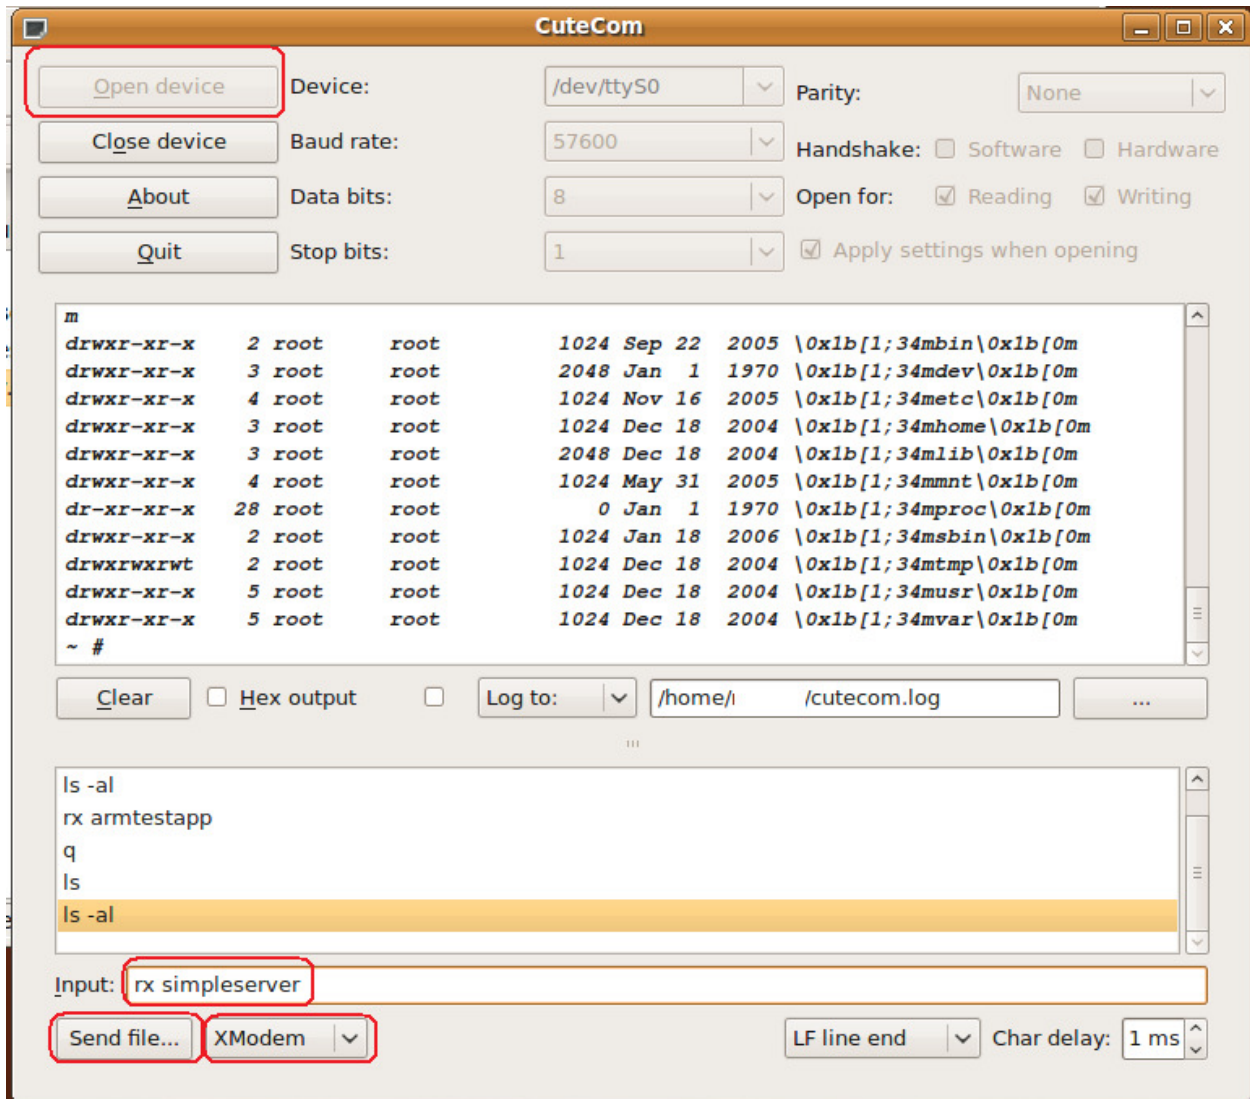 CuteCom
Open device Device: /dev/ttyS0 Parity: None
Close device Baud rate: 57600 Handshake: Software Hardware
About Data bits: 8 Open for: Reading Writing
Quit Stop bits: 1 Apply settings when opening
m
drwxr-xr-x 2 root root 1024 Sep 22 2005 \0x1b[1;34mbin\0x1b[0m
drwxr-xr-x 3 root root 2048 Jan 1 1970 \0x1b[1;34mdev\0x1b[0m
drwxr-xr-x 4 root root 1024 Nov 16 2005 \0x1b[1;34metc\0x1b[0m
drwxr-xr-x 3 root root 1024 Dec 18 2004 \0x1b[1;34mhome\0x1b[0m
drwxr-xr-x 3 root root 2048 Dec 18 2004 \0x1b[1;34mlib\0x1b[0m
drwxr-xr-x 4 root root 1024 May 31 2005 \0x1b[1;34mmnt\0x1b[0m
dr-xr-xr-x 28 root root 0 Jan 1 1970 \0x1b[1;34mproc\0x1b[0m
drwxr-xr-x 2 root root 1024 Jan 18 2006 \0x1b[1;34msbin\0x1b[0m
drwxrwxrwt 2 root root 1024 Dec 18 2004 \0x1b[1;34mtmp\0x1b[0m
drwxr-xr-x 5 root root 1024 Dec 18 2004 \0x1b[1;34musr\0x1b[0m
drwxr-xr-x 5 root root 1024 Dec 18 2004 \0x1b[1;34mvar\0x1b[0m
~ #
Clear Hex output Log to: /home/ /cutecom.log ...
ls -al
rx armtestapp
q
ls
ls -al
Input: rx simpleserver
Send file... XModem LF line end Char delay: 1 ms